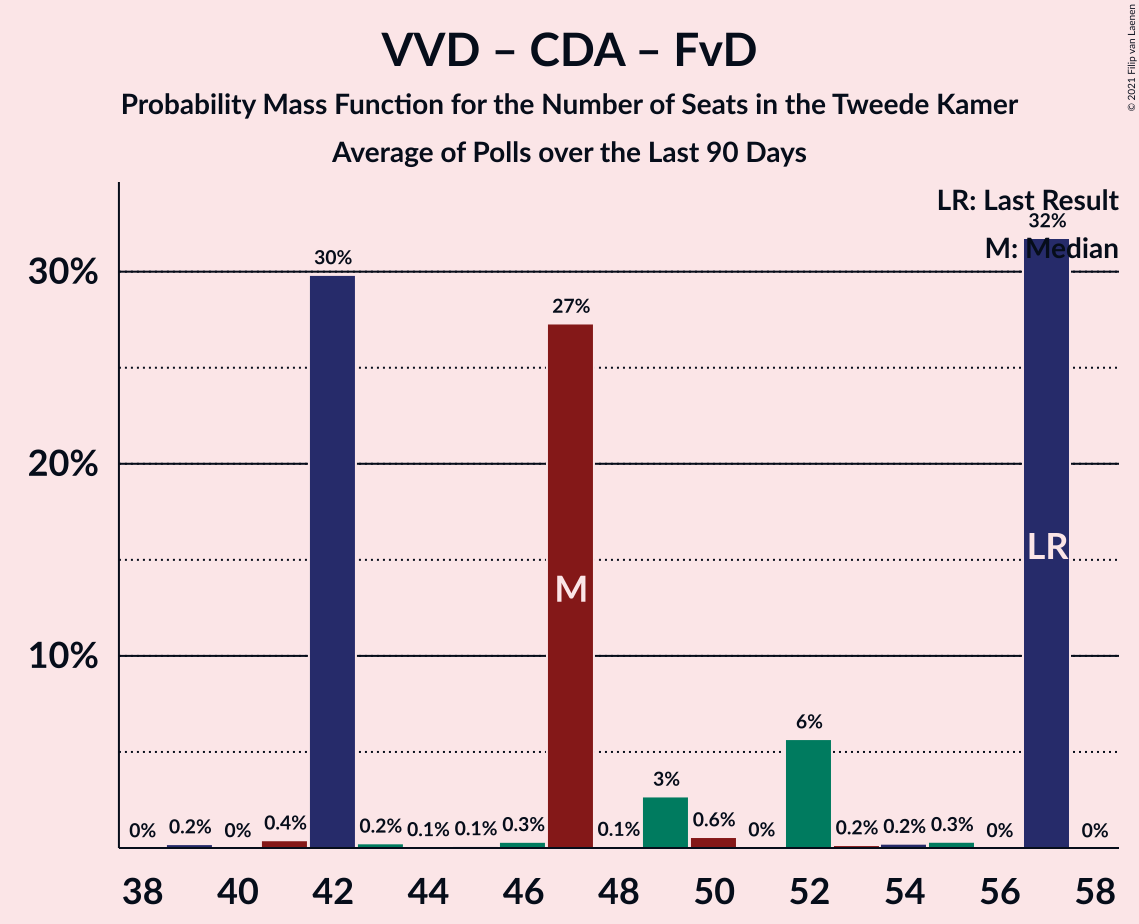 VVD – CDA – FvD
Probability Mass Function for the Number of Seats in the Tweede Kamer
Average of Polls over the Last 90 Days
© 2021 Filip van Laenen
LR: Last Result
M: Median
30%
20%
10%
0% 0.2% 0% 0.4% 30% 0.2% 0.1% 0.1% 0.3% 27% 0.1% 3% 0.6% 0% 6% 0.2% 0.2% 0.3% 0% 32% 0%
M
LR
38 40 42 44 46 48 50 52 54 56 58